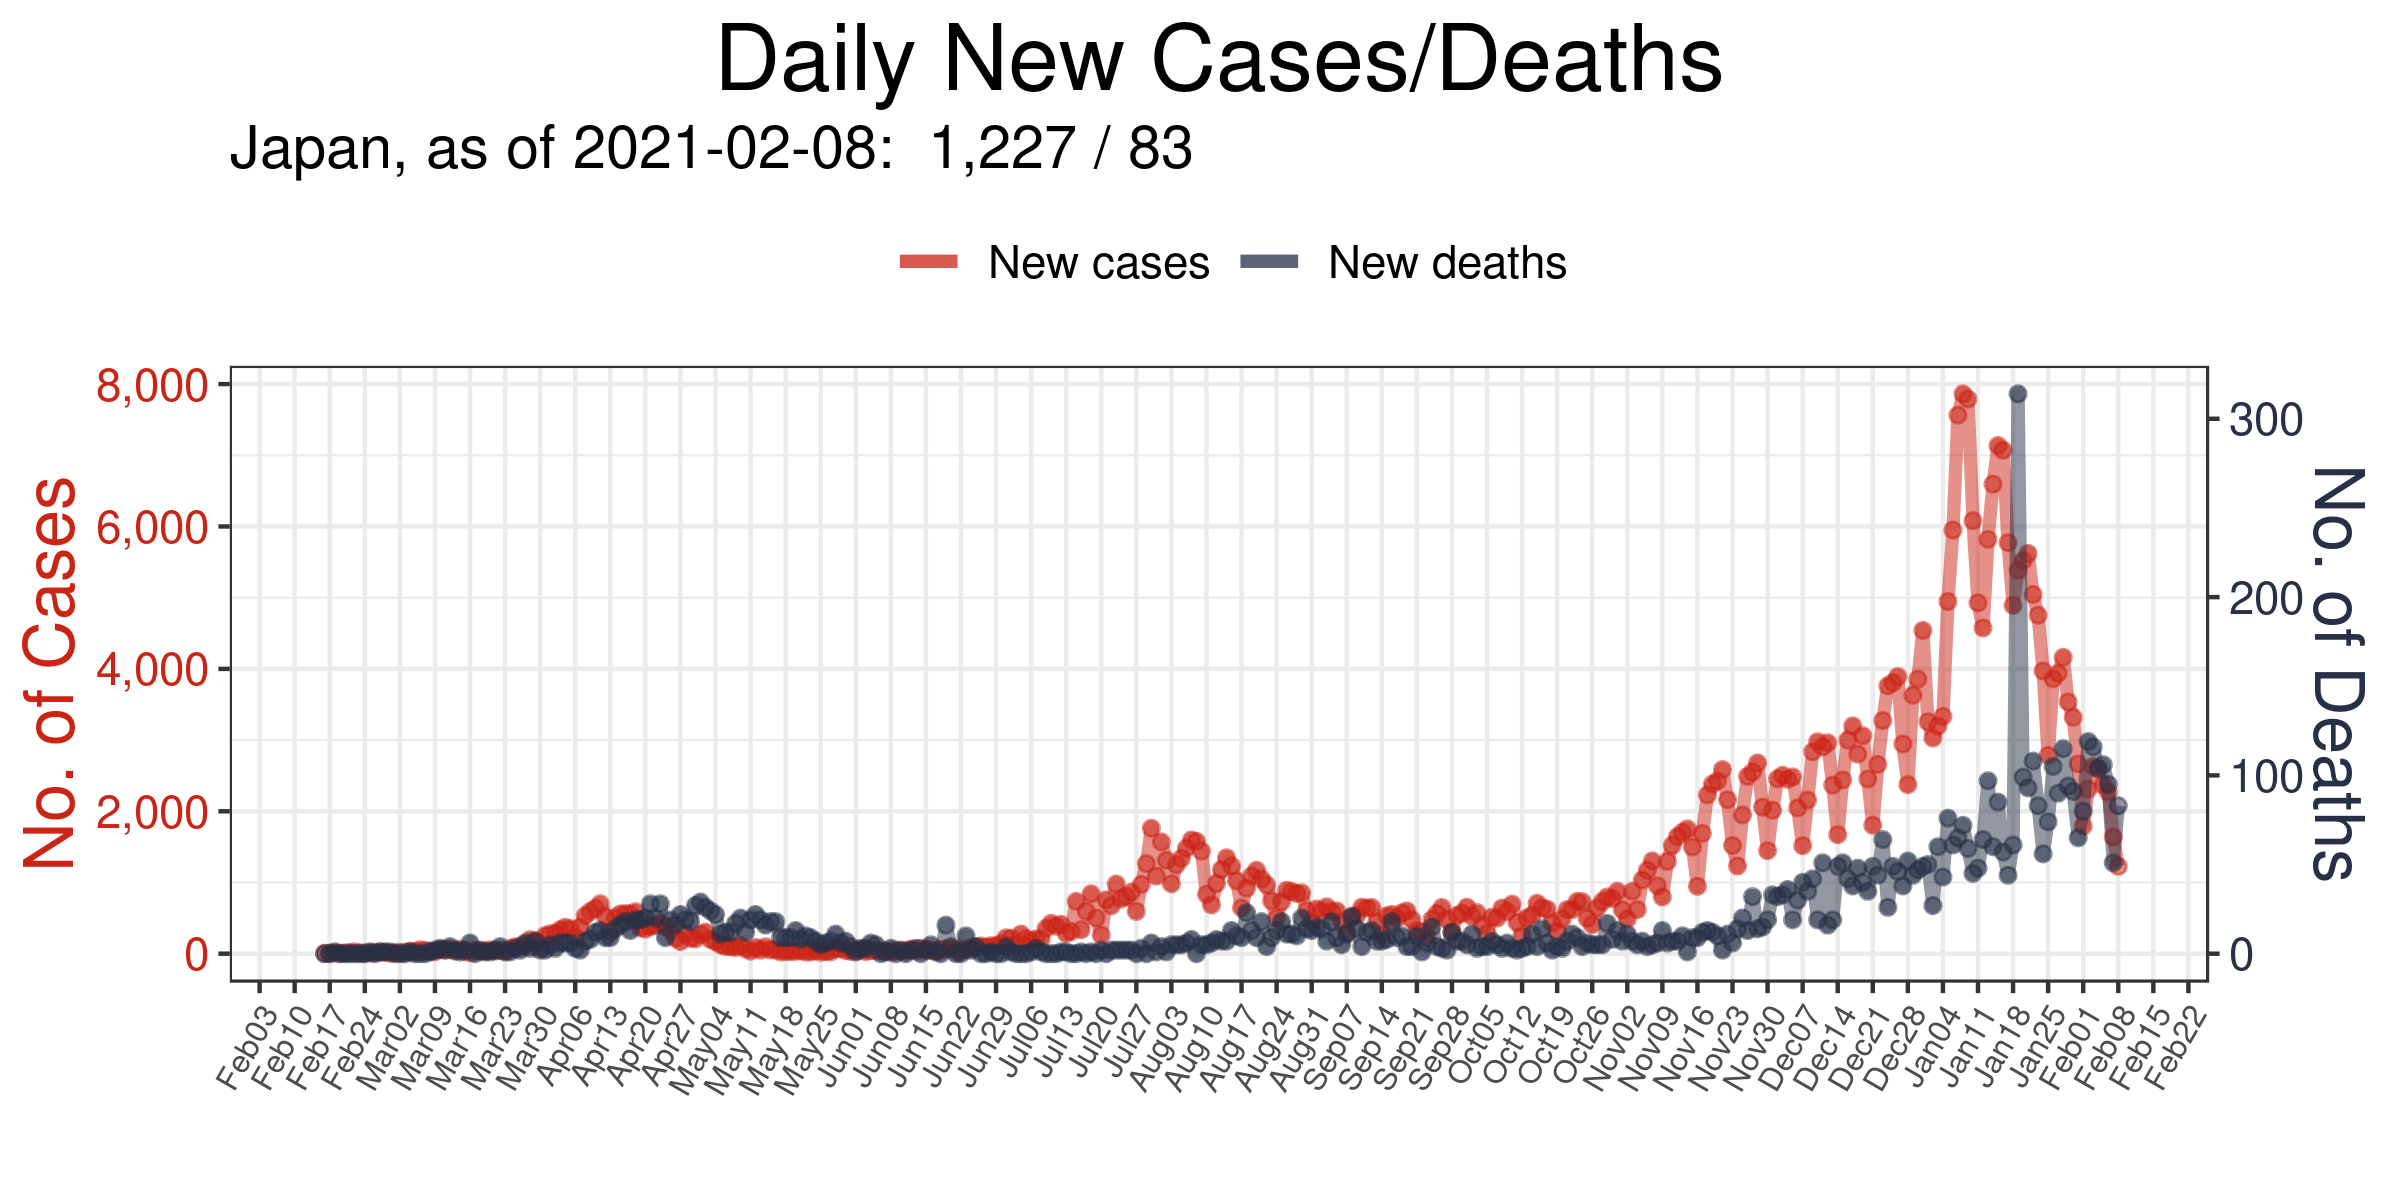 Daily New Cases/Deaths
Japan, as of 2021-02-08: 1,227 / 83
New cases New deaths
No. of Cases
8,000
6,000
4,000
2,000
0
300
200
100
0
No. of Deaths
Feb03 Feb10 Feb17 Feb24 Mar02 Mar09 Mar16 Mar23 Mar30 Apr06 Apr13 Apr20 Apr27 May04 May11 May18 May25 Jun01 Jun08 Jun15 Jun22 Jun29 Jul06 Jul13 Jul20 Jul27 Aug03 Aug10 Aug17 Aug24 Aug31 Sep07 Sep14 Sep21 Sep28 Oct05 Oct12 Oct19 Oct26 Nov02 Nov09 Nov16 Nov23 Nov30 Dec07 Dec14 Dec21 Dec28 Jan04 Jan11 Jan18 Jan25 Feb01 Feb08 Feb15 Feb22